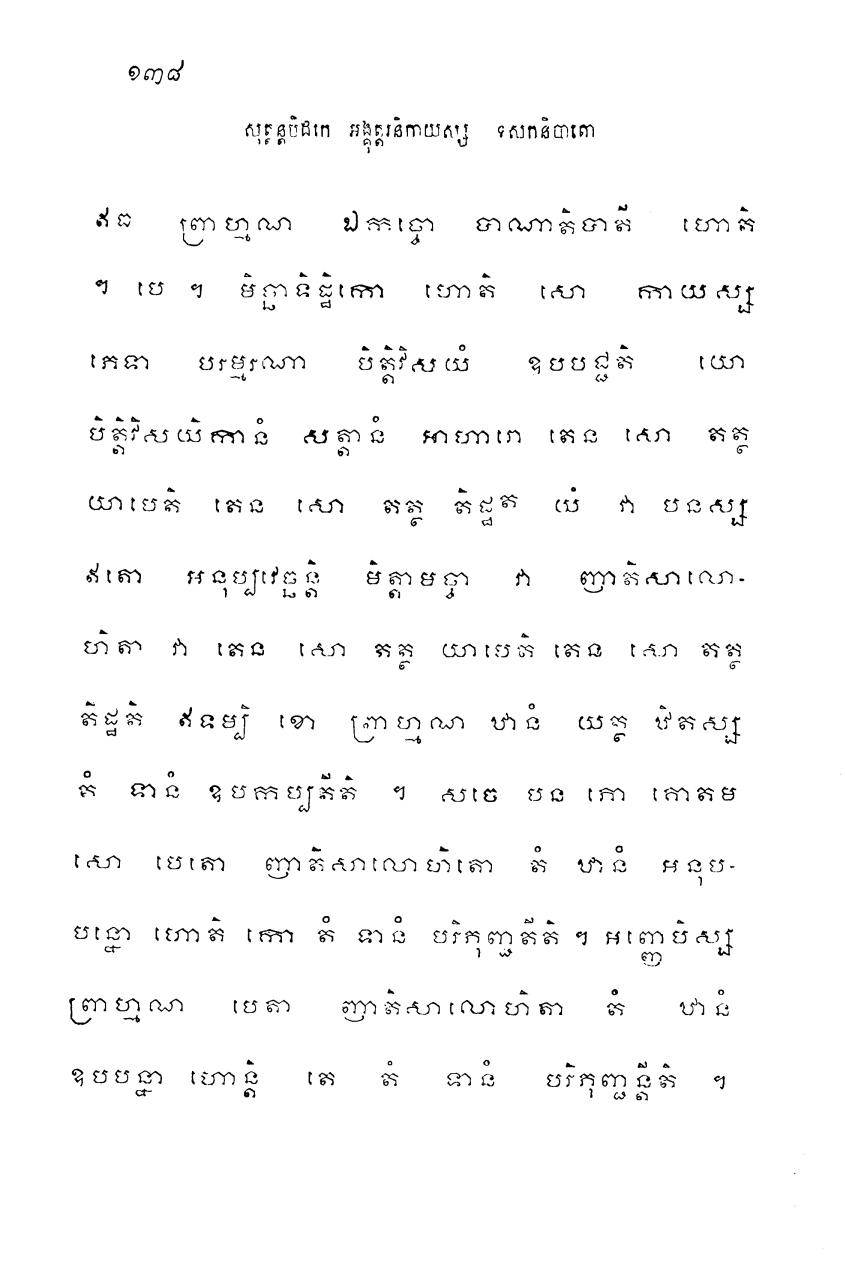 ១៣៨
សុត្តន្តបិដកេ អង្គុត្តរនិកាយស្ស ទសកនិបាតោ
ឥធ ព្រាហ្មណ ឯកច្ចោ បាណាតិបាតី ហោតិ
។ បេ ។ មិច្ឆាទិដ្ឋិកោ ហោតិ សោ កាយស្ស
ភេទា បរម្មរណា បិត្តិវិសយំ ឧបបជ្ជតិ យោ
បិត្តិវិសយិកានំ សត្តានំ អាហារោ តេន សោ តត្ថ
យាបេតិ តេន សោ តត្ថ តិដ្ឋត យំ វា បនស្ស
ឥតោ អនុប្បវេច្ឆន្តិ មិត្តាមច្ចា វា ញាតិសាលោ-
ហិតា វា តេន សោ តត្ថ យាបេតិ តេន សោ តត្ថ
តិដ្ឋតិ ឥទម្បិ ខោ ព្រាហ្មណ ឋានំ យត្ថ ឋិតស្ស
តំ ទានំ ឧបកប្បតីតិ ។ សចេ បន ភោ គោតម
សោ បេតោ ញាតិសាលោហិតោ តំ ឋានំ អនុប-
បន្នោ ហោតិ កោ តំ ទានំ បរិភុញ្ជតីតិ ។ អញ្ញេបិស្ស
ព្រាហ្មណ បេតា ញាតិសាលោហិតា តំ ឋានំ
ឧបបន្នា ហោន្តិ តេ តំ ទានំ បរិភុញ្ជន្តីតិ ។